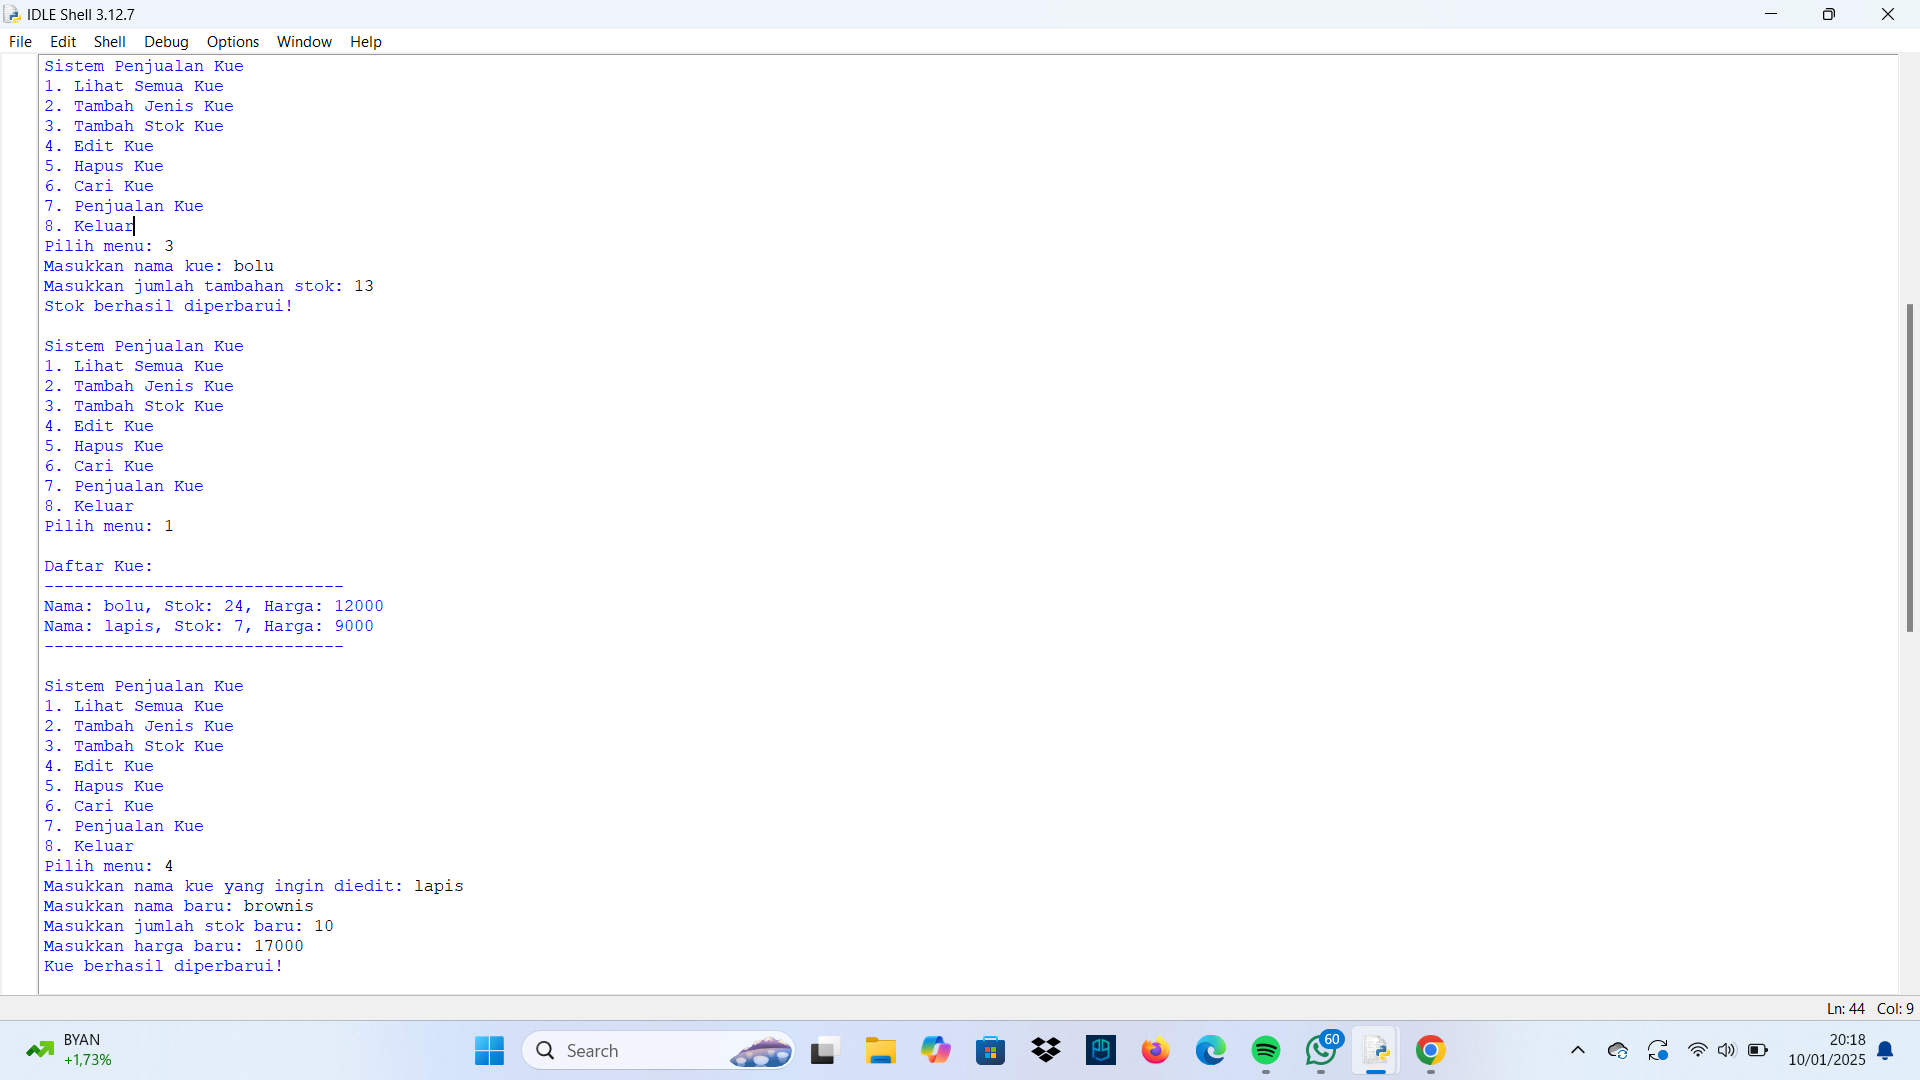 IDLE Shell 3.12.7
File Edit Shell Debug Options Window Help
Sistem Penjualan Kue
1. Lihat Semua Kue
2. Tambah Jenis Kue
3. Tambah Stok Kue
4. Edit Kue
5. Hapus Kue
6. Cari Kue
7. Penjualan Kue
8. Keluar
Pilih menu: 3
Masukkan nama kue: bolu
Masukkan jumlah tambahan stok: 13
Stok berhasil diperbarui!
Sistem Penjualan Kue
1. Lihat Semua Kue
2. Tambah Jenis Kue
3. Tambah Stok Kue
4. Edit Kue
5. Hapus Kue
6. Cari Kue
7. Penjualan Kue
8. Keluar
Pilih menu: 1
Daftar Kue:
------------------------------
Nama: bolu, Stok: 24, Harga: 12000
Nama: lapis, Stok: 7, Harga: 9000
------------------------------
Sistem Penjualan Kue
1. Lihat Semua Kue
2. Tambah Jenis Kue
3. Tambah Stok Kue
4. Edit Kue
5. Hapus Kue
6. Cari Kue
7. Penjualan Kue
8. Keluar
Pilih menu: 4
Masukkan nama kue yang ingin diedit: lapis
Masukkan nama baru: brownis
Masukkan jumlah stok baru: 10
Masukkan harga baru: 17000
Kue berhasil diperbarui!
Ln: 44 Col: 9
BYAN
+1,73%
Search
60
20:18
10/01/2025